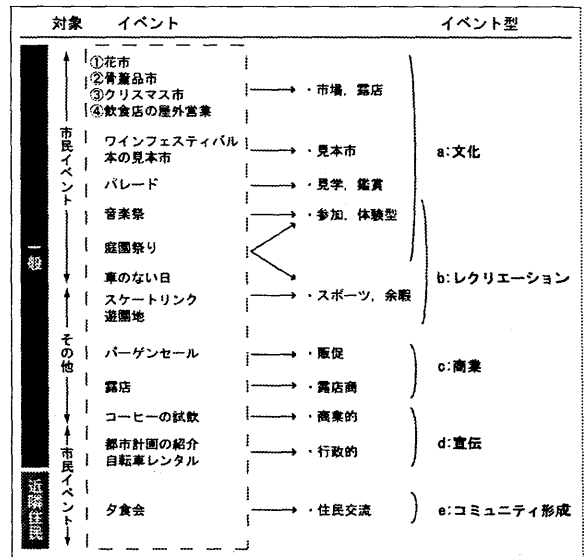 対象 イベント イベント型
一般
近隣住民
市民イベント
その他
市民イベント
①花市
②骨董品市
③クリスマス市
④飲食店の屋外営業
・市場，露店
ワインフェスティバル
本の見本市
・見本市
パレード
・見学，鑑賞
音楽祭
・参加，体験型
庭園祭り
車のない日
スケートリンク
遊園地
・スポーツ，余暇
バーゲンセール
・販促
露店
・露店商
コーヒーの試飲
・商業的
都市計画の紹介
自転車レンタル
・行政的
夕食会
・住民交流
a:文化
b:レクリエーション
c:商業
d:宣伝
e:コミュニティ形成